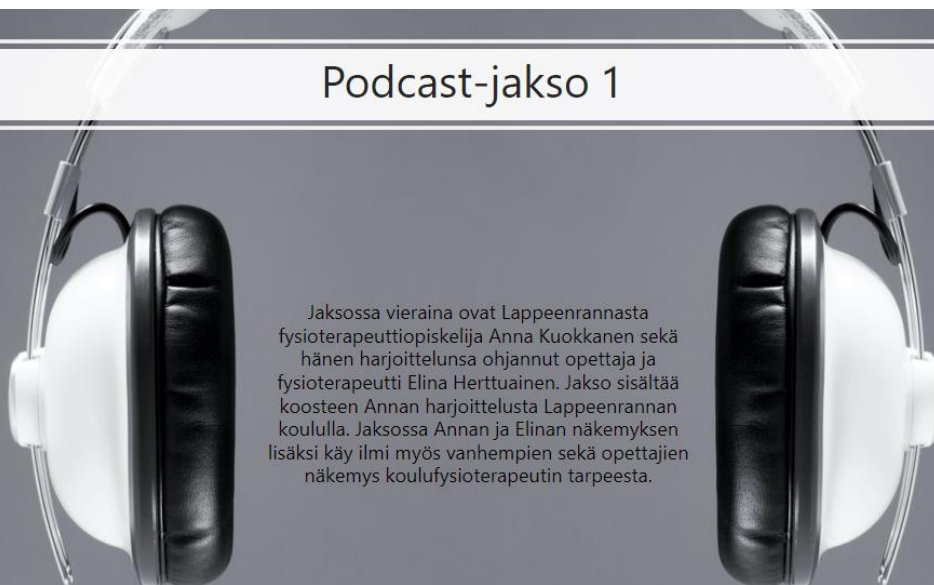 Podcast-jakso 1
Jaksossa vieraina ovat Lappeenrannasta
fysioterapeuttiopiskelija Anna Kuokkanen sekä
hänen harjoittelunsa ohjannut opettaja ja
fysioterapeutti Elina Herttuainen. Jakso sisältää
koosteen Annan harjoittelusta Lappeenrannan
koululla. Jaksossa Annan ja Elinan näkemyksen
lisäksi käy ilmi myös vanhempien sekä opettajien
näkemys koulufysioterapeutin tarpeesta.